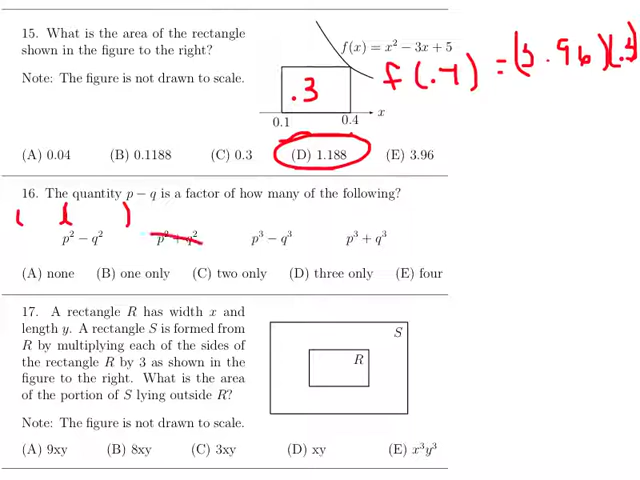 15. What is the area of the rectangle
shown in the figure to the right?
f(x) = x² − 3x + 5
Note: The figure is not drawn to scale.
.3
f(.4) = (3.96)(.3)
0.1 0.4 x
(A) 0.04 (B) 0.1188 (C) 0.3 (D) 1.188 (E) 3.96
16. The quantity p − q is a factor of how many of the following?
( ( )
p² − q² p² + q² p³ − q³ p³ + q³
(A) none (B) one only (C) two only (D) three only (E) four
17. A rectangle R has width x and
length y. A rectangle S is formed from
R by multiplying each of the sides of
the rectangle R by 3 as shown in the
figure to the right. What is the area
of the portion of S lying outside R?
S
R
Note: The figure is not drawn to scale.
(A) 9xy (B) 8xy (C) 3xy (D) xy (E) x³y³